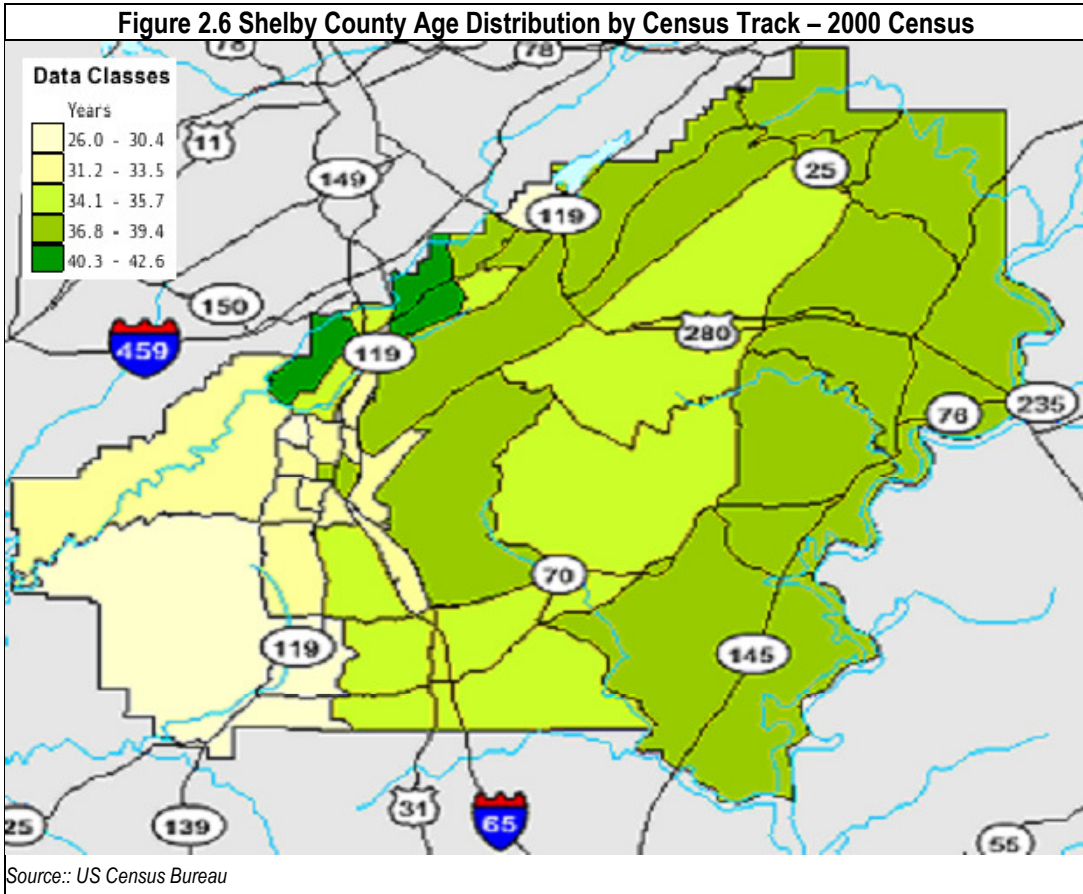 Figure 2.6 Shelby County Age Distribution by Census Track – 2000 Census
78
78
Data Classes
Years
26.0 - 30.4
31.2 - 33.5
34.1 - 35.7
36.8 - 39.4
40.3 - 42.6
11
149
25
119
150
280
459
119
76
235
70
119
145
31
65
25
139
55
Source:: US Census Bureau